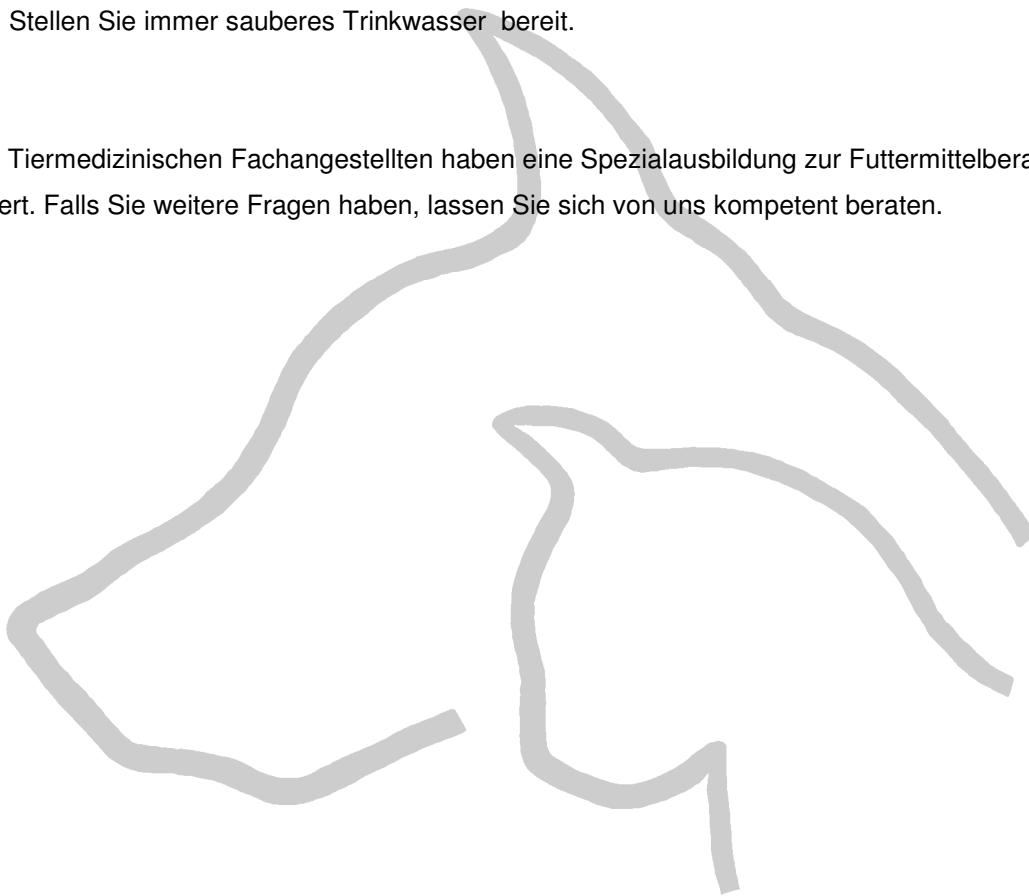 Stellen Sie immer sauberes Trinkwasser bereit.
Tiermedizinischen Fachangestellten haben eine Spezialausbildung zur Futtermittelbera
ert. Falls Sie weitere Fragen haben, lassen Sie sich von uns kompetent beraten.